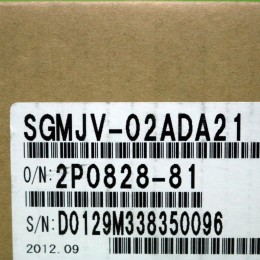 SGMJV-02ADA21
O/N: 2P0828-81
S/N: D0129M338350096
2012.09